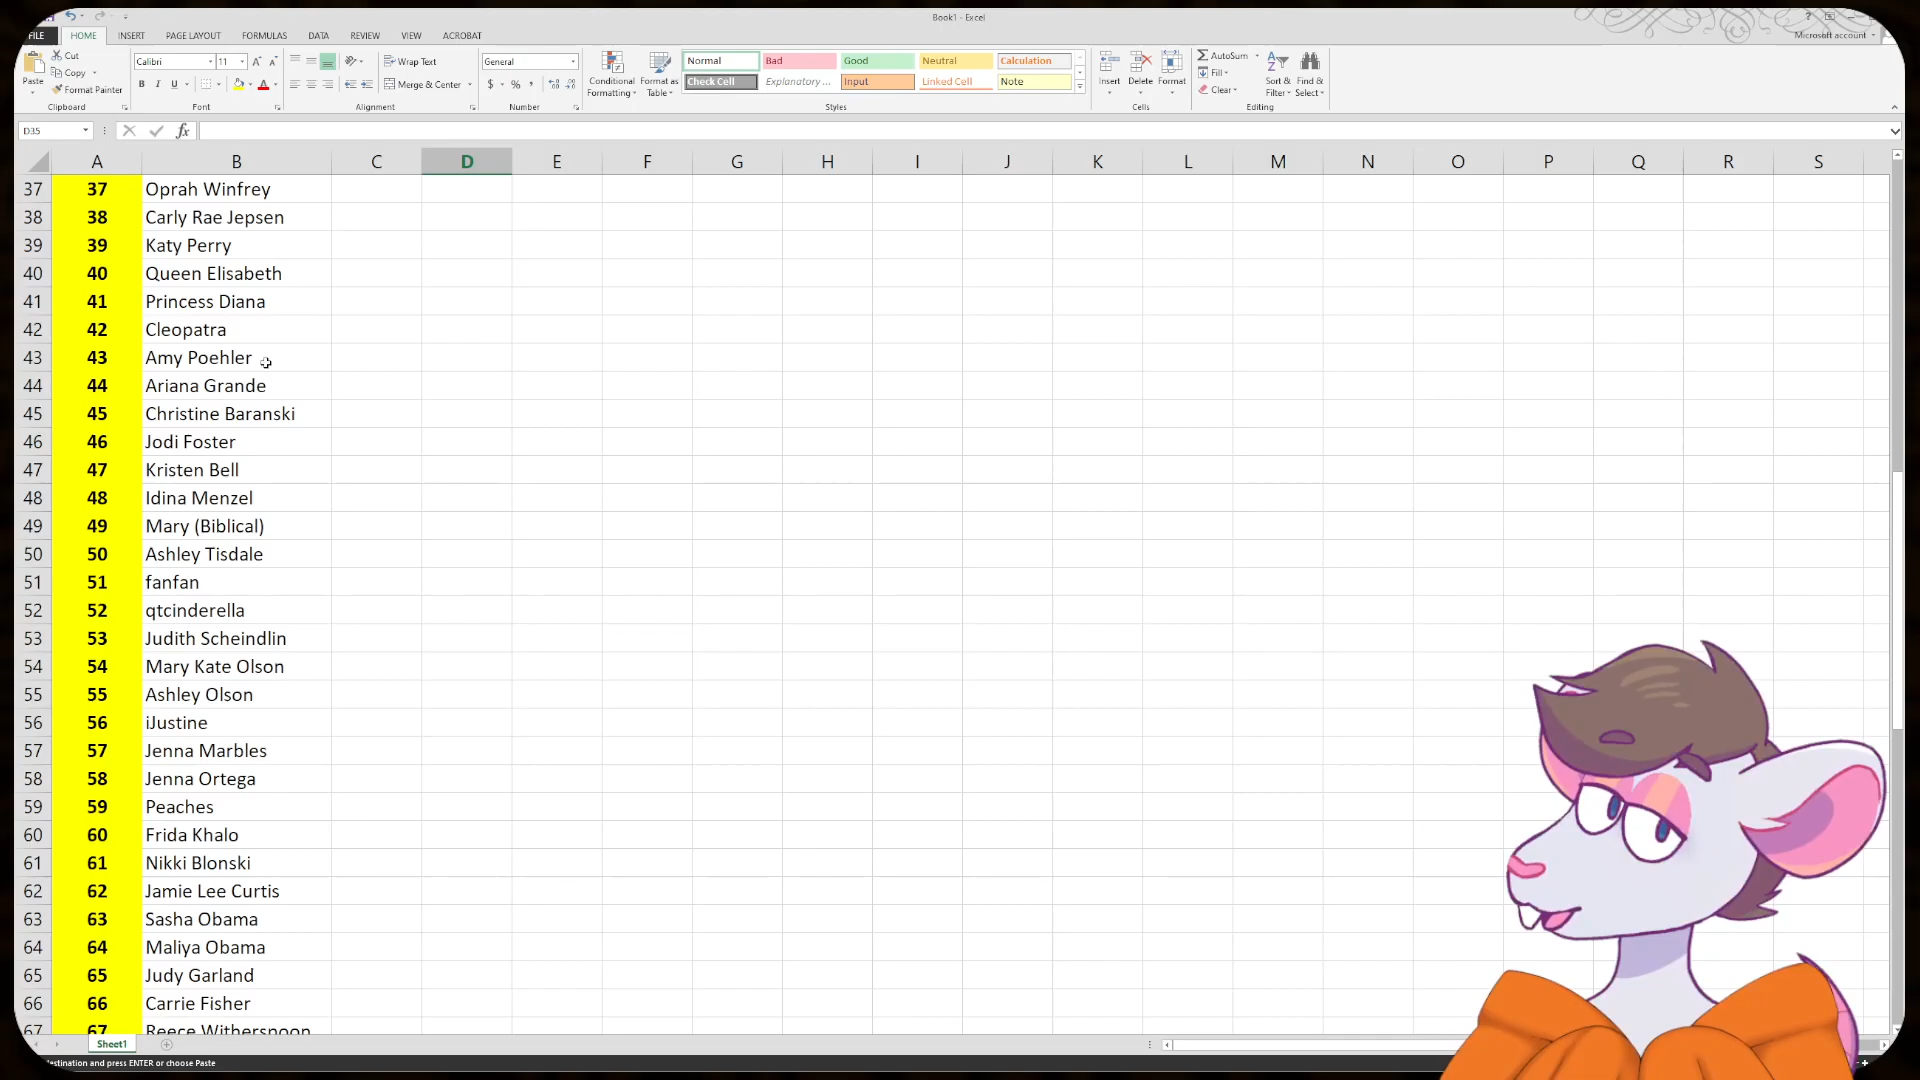 Book1 - Excel
FILE HOME INSERT PAGE LAYOUT FORMULAS DATA REVIEW VIEW ACROBAT
Microsoft account
Paste
Cut
Copy
Format Painter
Clipboard
Calibri 11
B I U
Font
Wrap Text
Merge & Center
Alignment
General
$ % ,
Number
Conditional Formatting
Format as Table
Normal Bad Good Neutral Calculation
Check Cell Explanatory ... Input Linked Cell Note
Styles
Insert Delete Format
Cells
AutoSum
Fill
Clear
Sort & Filter
Find & Select
Editing
D35
fx
A B C D E F G H I J K L M N O P Q R S
37 37 Oprah Winfrey
38 38 Carly Rae Jepsen
39 39 Katy Perry
40 40 Queen Elisabeth
41 41 Princess Diana
42 42 Cleopatra
43 43 Amy Poehler
44 44 Ariana Grande
45 45 Christine Baranski
46 46 Jodi Foster
47 47 Kristen Bell
48 48 Idina Menzel
49 49 Mary (Biblical)
50 50 Ashley Tisdale
51 51 fanfan
52 52 qtcinderella
53 53 Judith Scheindlin
54 54 Mary Kate Olson
55 55 Ashley Olson
56 56 iJustine
57 57 Jenna Marbles
58 58 Jenna Ortega
59 59 Peaches
60 60 Frida Khalo
61 61 Nikki Blonski
62 62 Jamie Lee Curtis
63 63 Sasha Obama
64 64 Maliya Obama
65 65 Judy Garland
66 66 Carrie Fisher
67 67 Reece Witherspoon
Sheet1
destination and press ENTER or choose Paste